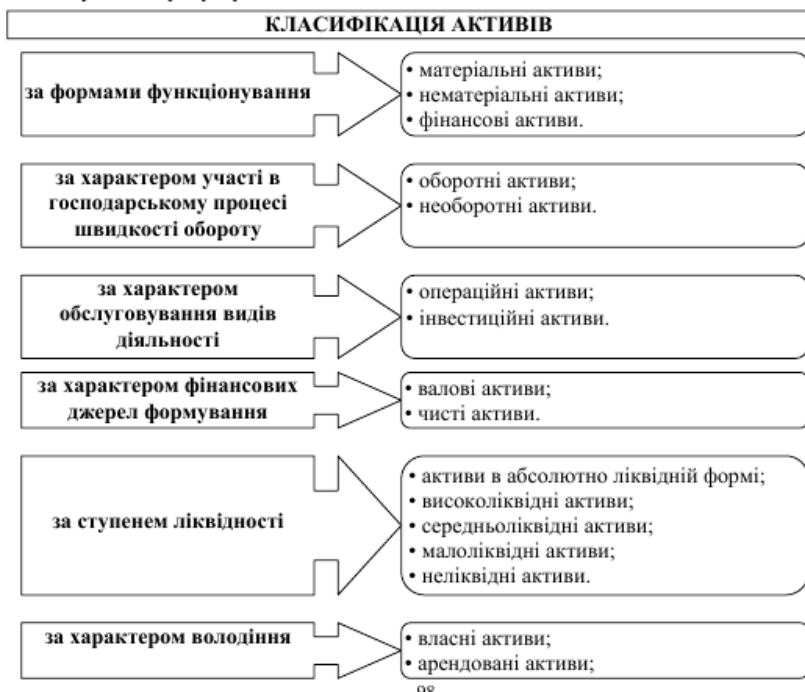 КЛАСИФІКАЦІЯ АКТИВІВ
за формами функціонування
• матеріальні активи;
• нематеріальні активи;
• фінансові активи.
за характером участі в
господарському процесі
швидкості обороту
• оборотні активи;
• необоротні активи.
за характером
обслуговування видів
діяльності
• операційні активи;
• інвестиційні активи.
за характером фінансових
джерел формування
• валові активи;
• чисті активи.
за ступенем ліквідності
• активи в абсолютно ліквідній формі;
• високоліквідні активи;
• середньоліквідні активи;
• малоліквідні активи;
• неліквідні активи.
за характером володіння
• власні активи;
• арендовані активи;
98